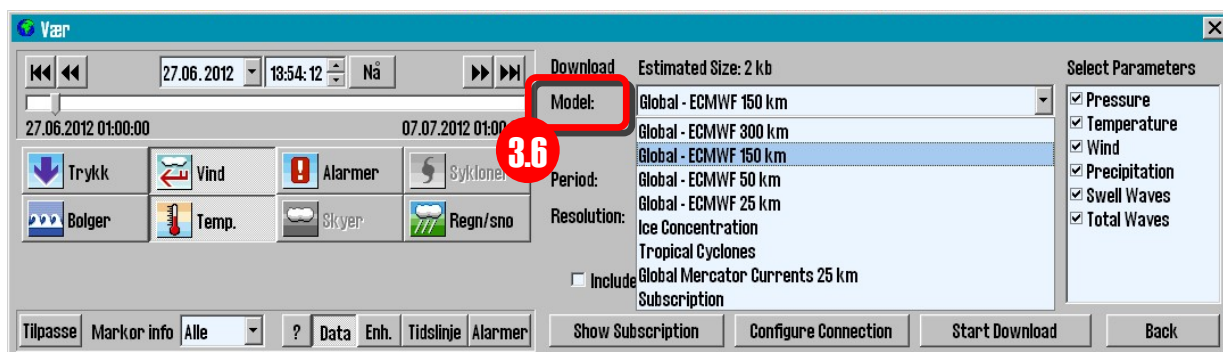 Vær
27.06.2012 13:54:12 Nå
27.06.2012 01:00:00 07.07.2012 01:00
Trykk Vind Alarmer Sykloner
Bolger Temp. Skyer Regn/sno
Tilpasse Markor info Alle ? Data Enh. Tidslinje Alarmer
Download Estimated Size: 2 kb
Model: Global - ECMWF 150 km
3.6
Global - ECMWF 300 km
Global - ECMWF 150 km
Period: Global - ECMWF 50 km
Global - ECMWF 25 km
Resolution: Ice Concentration
Tropical Cyclones
Include Global Mercator Currents 25 km
Subscription
Select Parameters
Pressure
Temperature
Wind
Precipitation
Swell Waves
Total Waves
Show Subscription Configure Connection Start Download Back